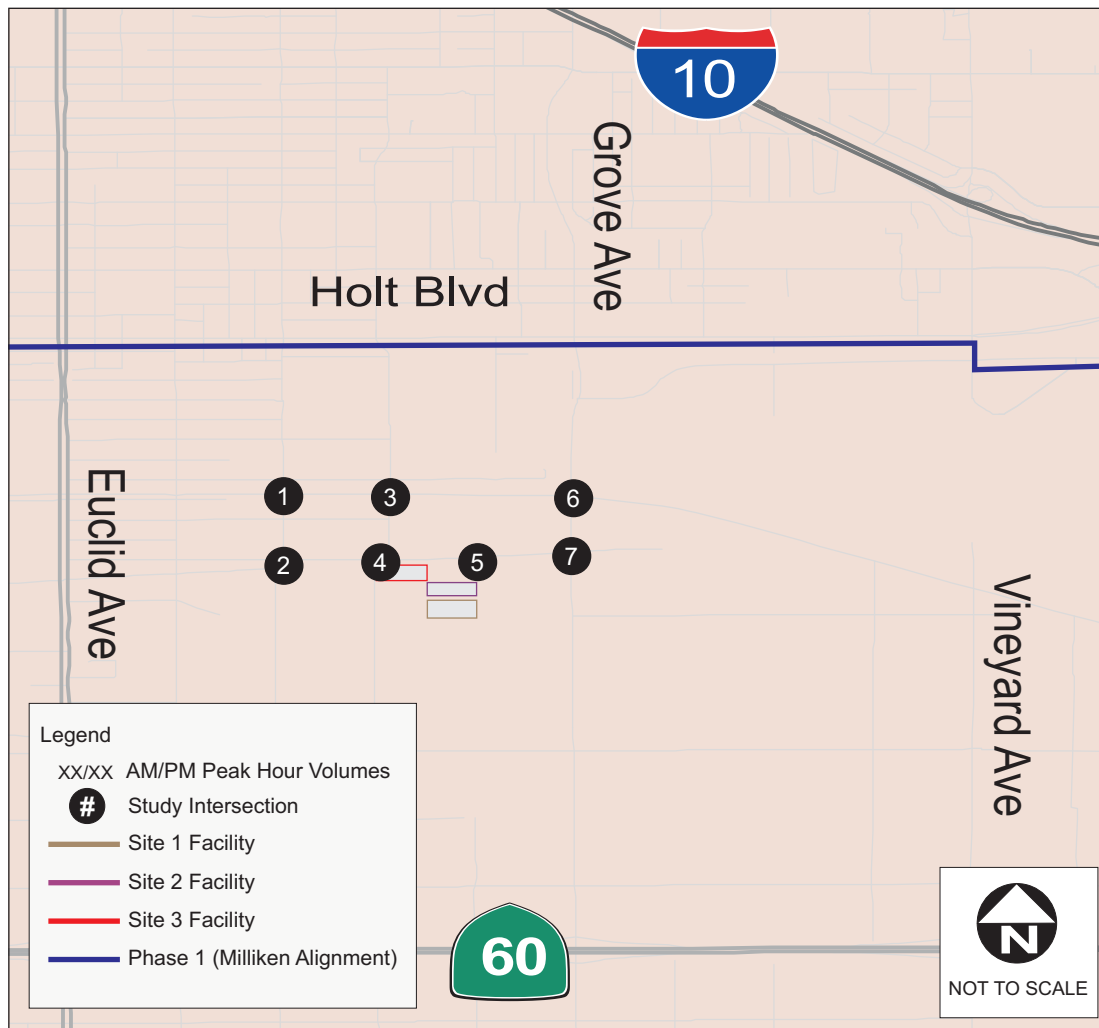 10
Grove Ave
Holt Blvd
Euclid Ave
1
3
6
2
4
5
7
Vineyard Ave
Legend
XX/XX AM/PM Peak Hour Volumes
# Study Intersection
Site 1 Facility
Site 2 Facility
Site 3 Facility
Phase 1 (Milliken Alignment)
60
N
NOT TO SCALE